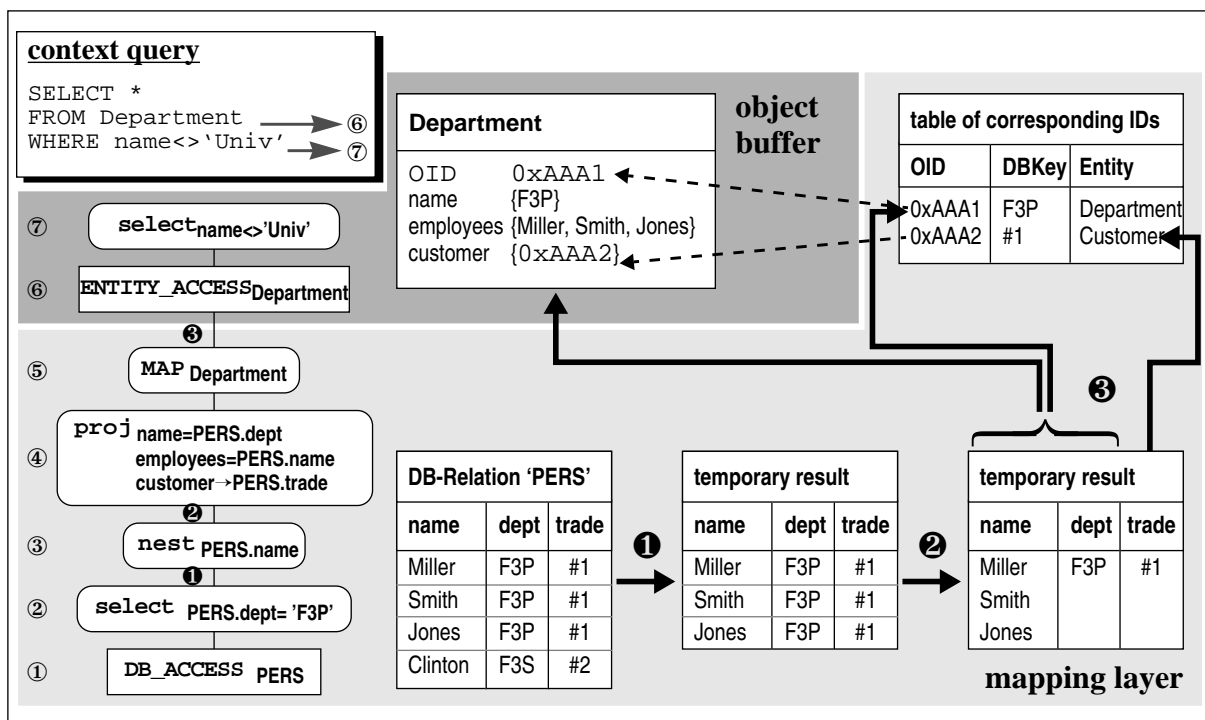 context query
SELECT *
FROM Department ⑥
WHERE name<>‘Univ’ ⑦
object
buffer
Department
OID 0xAAA1
name {F3P}
employees {Miller, Smith, Jones}
customer {0xAAA2}
table of corresponding IDs
OID DBKey Entity
0xAAA1 F3P Department
0xAAA2 #1 Customer
⑦ select name<>'Univ'
⑥ ENTITY_ACCESS Department
❸
⑤ MAP Department
④ proj name=PERS.dept
employees=PERS.name
customer→PERS.trade
❷
③ nest PERS.name
❶
② select PERS.dept= 'F3P'
① DB_ACCESS PERS
DB-Relation ‘PERS’
name dept trade
Miller F3P #1
Smith F3P #1
Jones F3P #1
Clinton F3S #2
❶
temporary result
name dept trade
Miller F3P #1
Smith F3P #1
Jones F3P #1
❷
❸
temporary result
name dept trade
Miller F3P #1
Smith
Jones
mapping layer